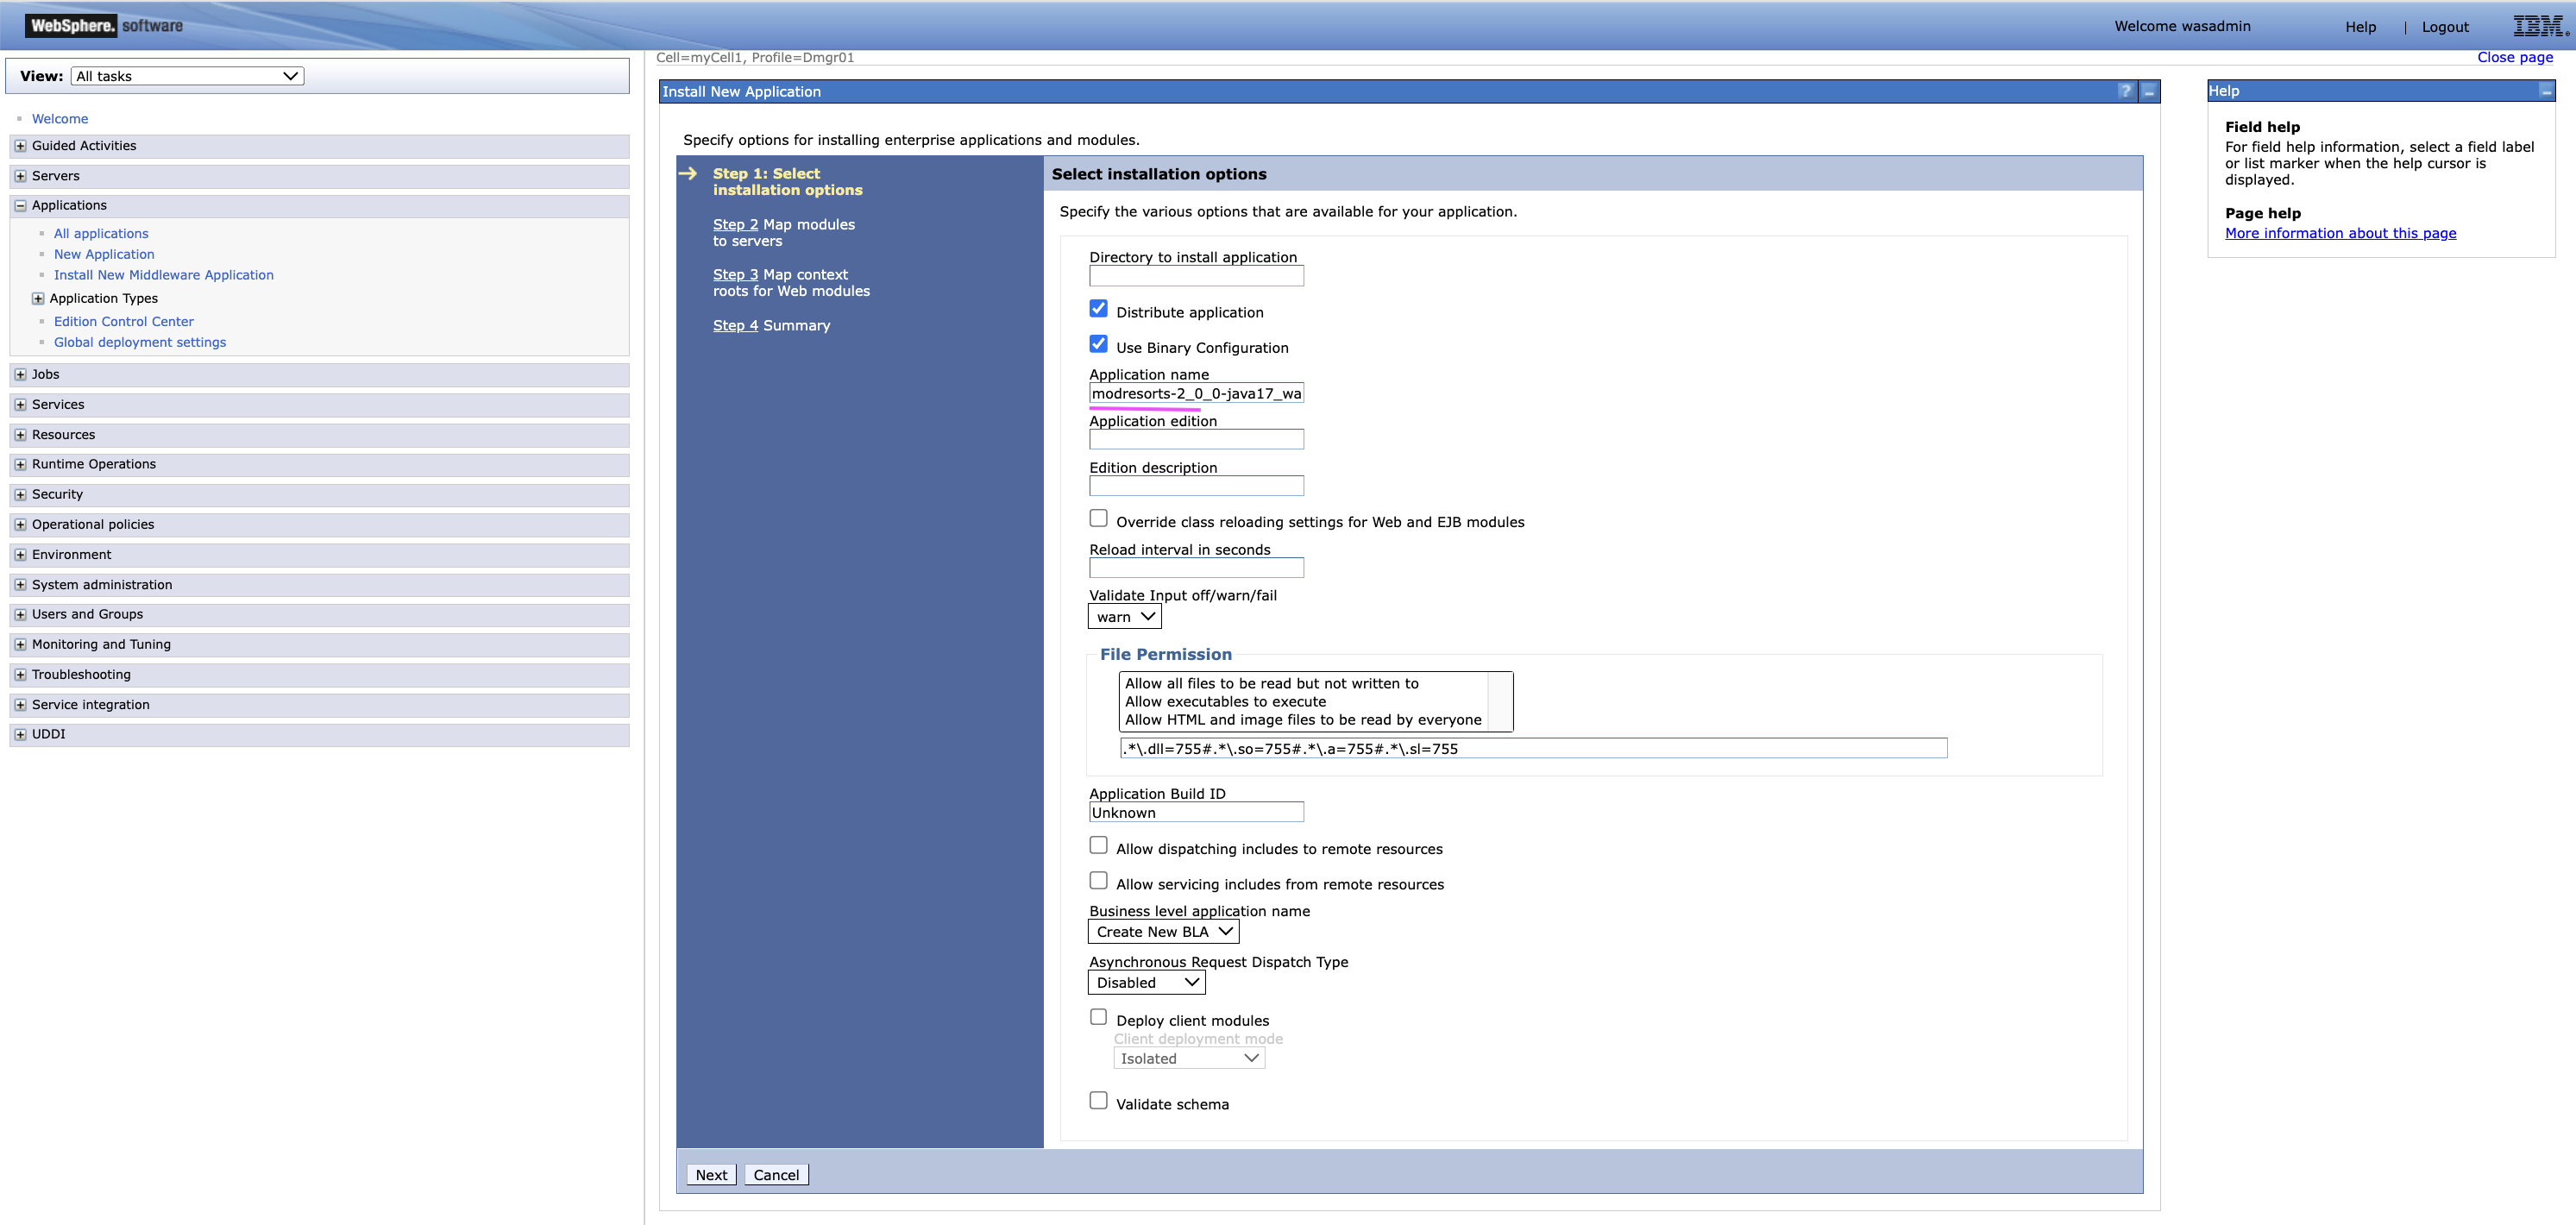 WebSphere. software
Welcome wasadmin
Help | Logout
IBM
View: All tasks
Cell=myCell1, Profile=Dmgr01
Close page
Welcome
Guided Activities
Servers
Applications
All applications
New Application
Install New Middleware Application
Application Types
Edition Control Center
Global deployment settings
Jobs
Services
Resources
Runtime Operations
Security
Operational policies
Environment
System administration
Users and Groups
Monitoring and Tuning
Troubleshooting
Service integration
UDDI
Install New Application
?
Specify options for installing enterprise applications and modules.
Step 1: Select
installation options
Step 2 Map modules
to servers
Step 3 Map context
roots for Web modules
Step 4 Summary
Select installation options
Specify the various options that are available for your application.
Directory to install application
Distribute application
Use Binary Configuration
Application name
modresorts-2_0_0-java17_wa
Application edition
Edition description
Override class reloading settings for Web and EJB modules
Reload interval in seconds
Validate Input off/warn/fail
warn
File Permission
Allow all files to be read but not written to
Allow executables to execute
Allow HTML and image files to be read by everyone
.*\.dll=755#.*\.so=755#.*\.a=755#.*\.sl=755
Application Build ID
Unknown
Allow dispatching includes to remote resources
Allow servicing includes from remote resources
Business level application name
Create New BLA
Asynchronous Request Dispatch Type
Disabled
Deploy client modules
Client deployment mode
Isolated
Validate schema
Next
Cancel
Help
Field help
For field help information, select a field label
or list marker when the help cursor is
displayed.
Page help
More information about this page